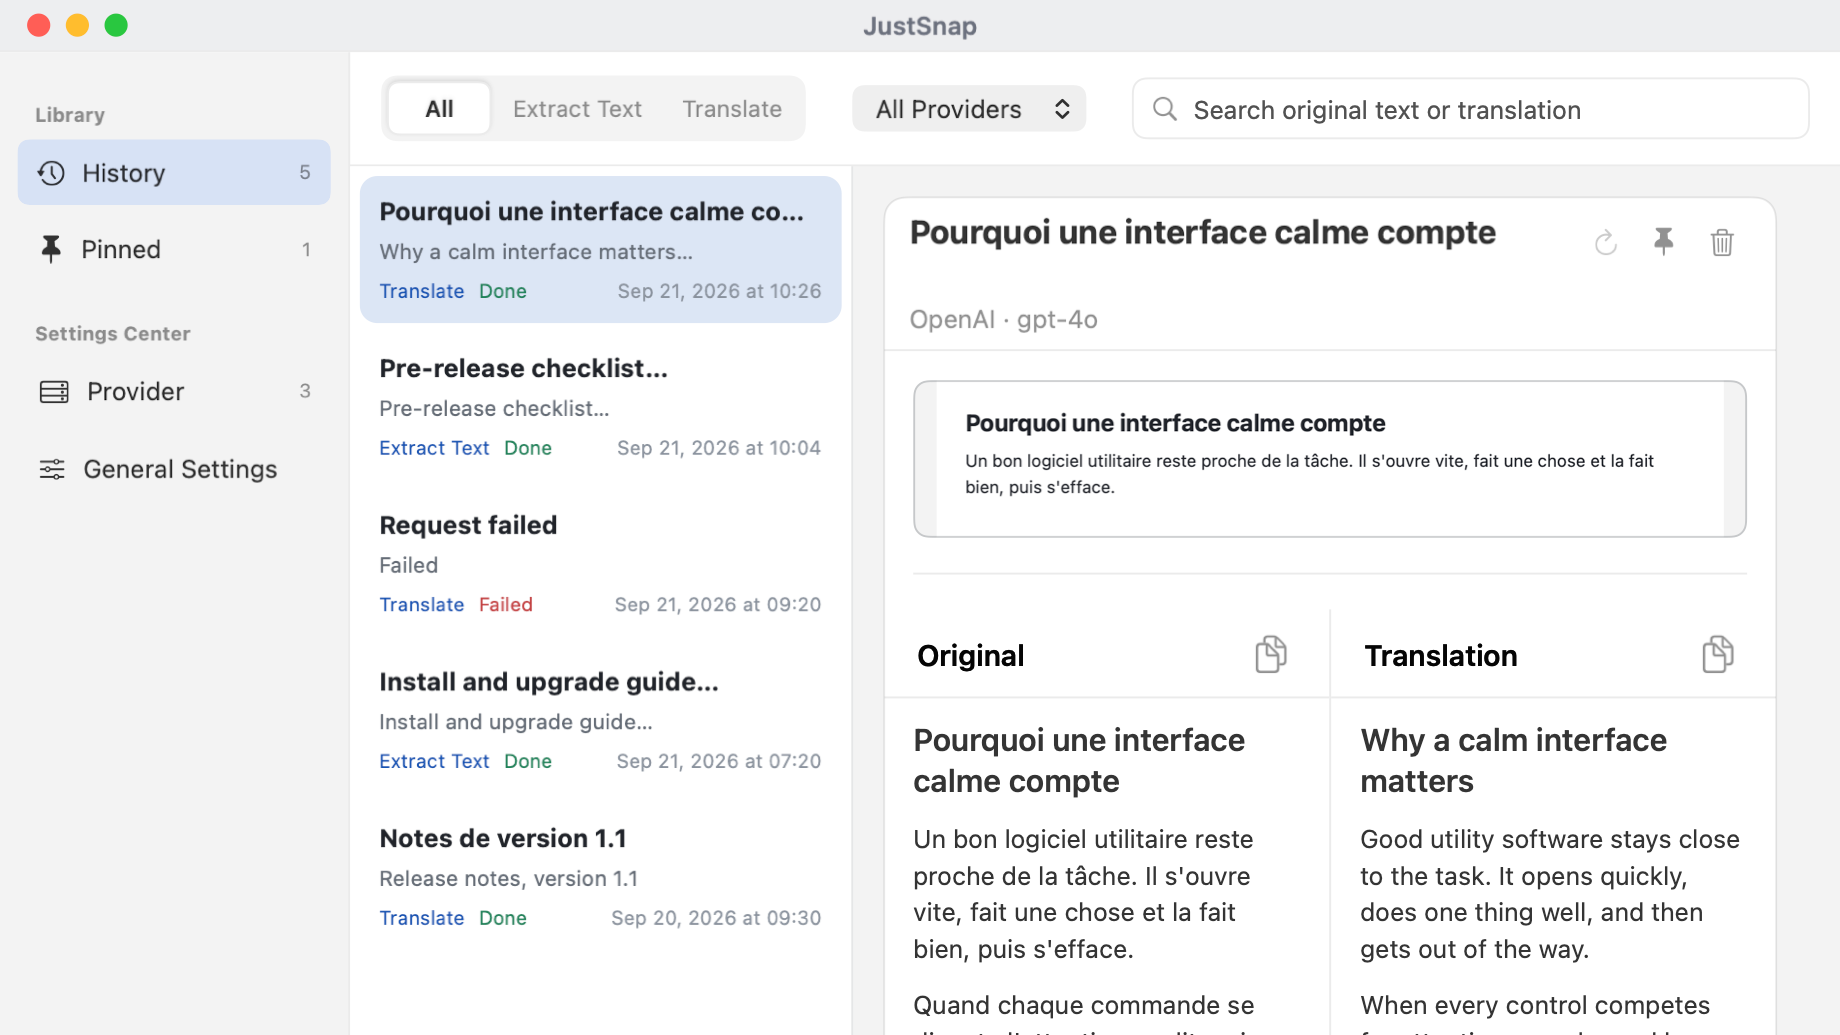 JustSnap
Library
History 5
Pinned 1
Settings Center
Provider 3
General Settings
All Extract Text Translate
All Providers
Search original text or translation
Pourquoi une interface calme co...
Why a calm interface matters...
Translate Done Sep 21, 2026 at 10:26
Pre-release checklist...
Pre-release checklist...
Extract Text Done Sep 21, 2026 at 10:04
Request failed
Failed
Translate Failed Sep 21, 2026 at 09:20
Install and upgrade guide...
Install and upgrade guide...
Extract Text Done Sep 21, 2026 at 07:20
Notes de version 1.1
Release notes, version 1.1
Translate Done Sep 20, 2026 at 09:30
Pourquoi une interface calme compte
OpenAI · gpt-4o
Pourquoi une interface calme compte
Un bon logiciel utilitaire reste proche de la tâche. Il s'ouvre vite, fait une chose et la fait
bien, puis s'efface.
Original
Pourquoi une interface
calme compte
Un bon logiciel utilitaire reste
proche de la tâche. Il s'ouvre
vite, fait une chose et la fait
bien, puis s'efface.
Quand chaque commande se
Translation
Why a calm interface
matters
Good utility software stays close
to the task. It opens quickly,
does one thing well, and then
gets out of the way.
When every control competes